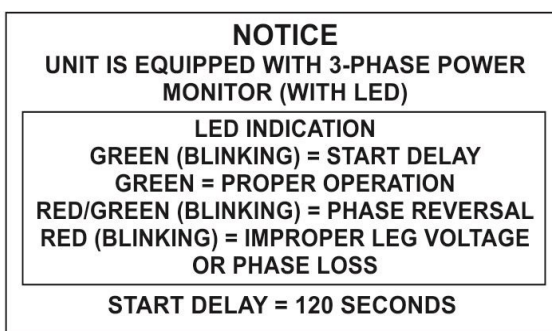 NOTICE
UNIT IS EQUIPPED WITH 3-PHASE POWER
MONITOR (WITH LED)
LED INDICATION
GREEN (BLINKING) = START DELAY
GREEN = PROPER OPERATION
RED/GREEN (BLINKING) = PHASE REVERSAL
RED (BLINKING) = IMPROPER LEG VOLTAGE
OR PHASE LOSS
START DELAY = 120 SECONDS